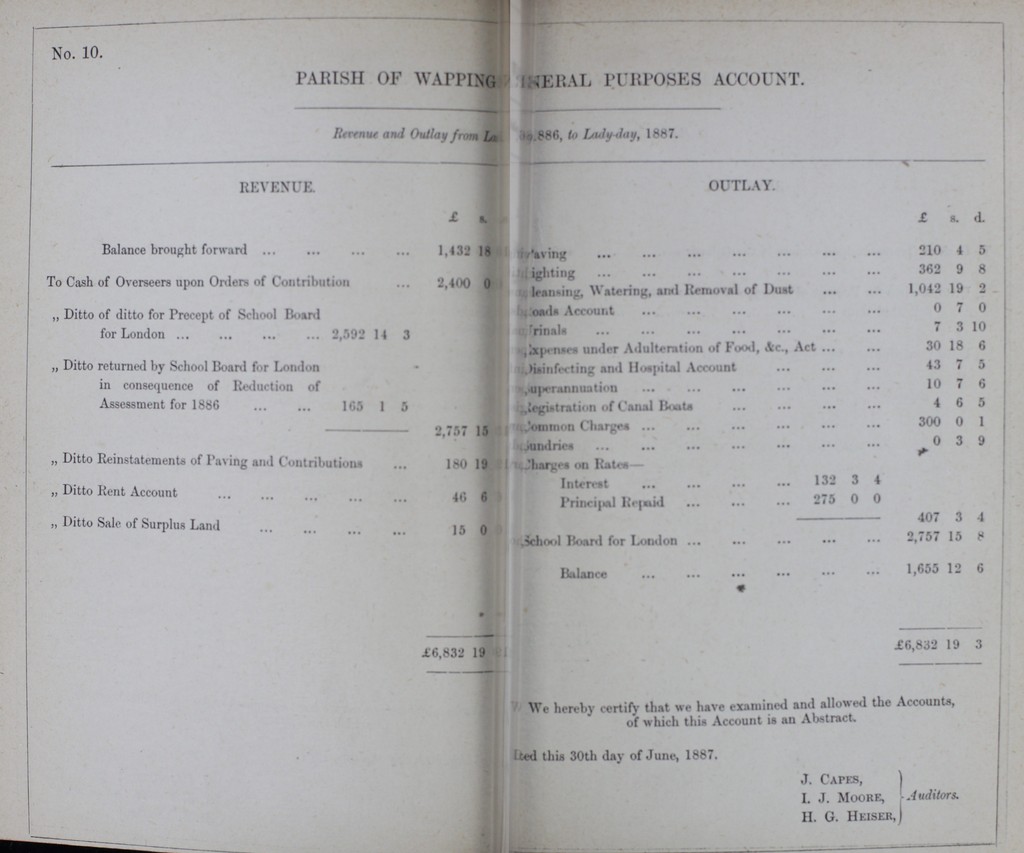 No. 10.
PARISH OF WAPPING NERAL PURPOSES ACCOUNT.
Revenue and Outlay from 886, to Lady-day, 1887.
REVENUE.
£ s.
Balance brought forward ... ... ... ... 1,432 18
To Cash of Overseers upon Orders of Contribution ... 2,400 0
„ Ditto of ditto for Precept of School Board
for London ... ... ... ... 2,592 14 3
„ Ditto returned by School Board for London
in consequence of Reduction of
Assessment for 1886 ... ... 165 1 5
2,757 15
„ Ditto Reinstatements of Paving and Contributions ... 180 19
„ Ditto Rent Account ... ... ... ... ... 46 6
„ Ditto Sale of Surplus Land ... ... ... ... 15 0
£6,832 19
OUTLAY.
£ s. d.
aving ... ... ... ... ... ... ... 210 4 5
ighting ... ... ... ... ... ... ... 362 9 8
leansing, Watering, and Removal of Dust ... ... 1,042 19 2
oads Account ... ... ... ... ... ... 0 7 0
rinals ... ... ... ... ... ... ... 7 3 10
Expenses under Adulteration of Food, &c., Act ... ... 30 18 6
Disinfecting and Hospital Account ... ... ... 43 7 5
uperannuation ... ... ... ... ... ... 10 7 6
Registration of Canal Boats ... ... ... ... 4 6 5
Common Charges ... ... ... ... ... ... 300 0 1
undries ... ... ... ... ... ... ... 0 3 9
Charges on Rates—
Interest ... ... ... ... 132 3 4
Principal Repaid ... ... ... 275 0 0
407 3 4
School Board for London ... ... ... ... ... 2,757 15 8
Balance ... ... ... ... ... ... 1,655 12 6
£6,832 19 3
We hereby certify that we have examined and allowed the Accounts,
of which this Account is an Abstract.
ted this 30th day of June, 1887.
J. CAPES,
I. J. MOORE, Auditors.
H. G. HEISER,